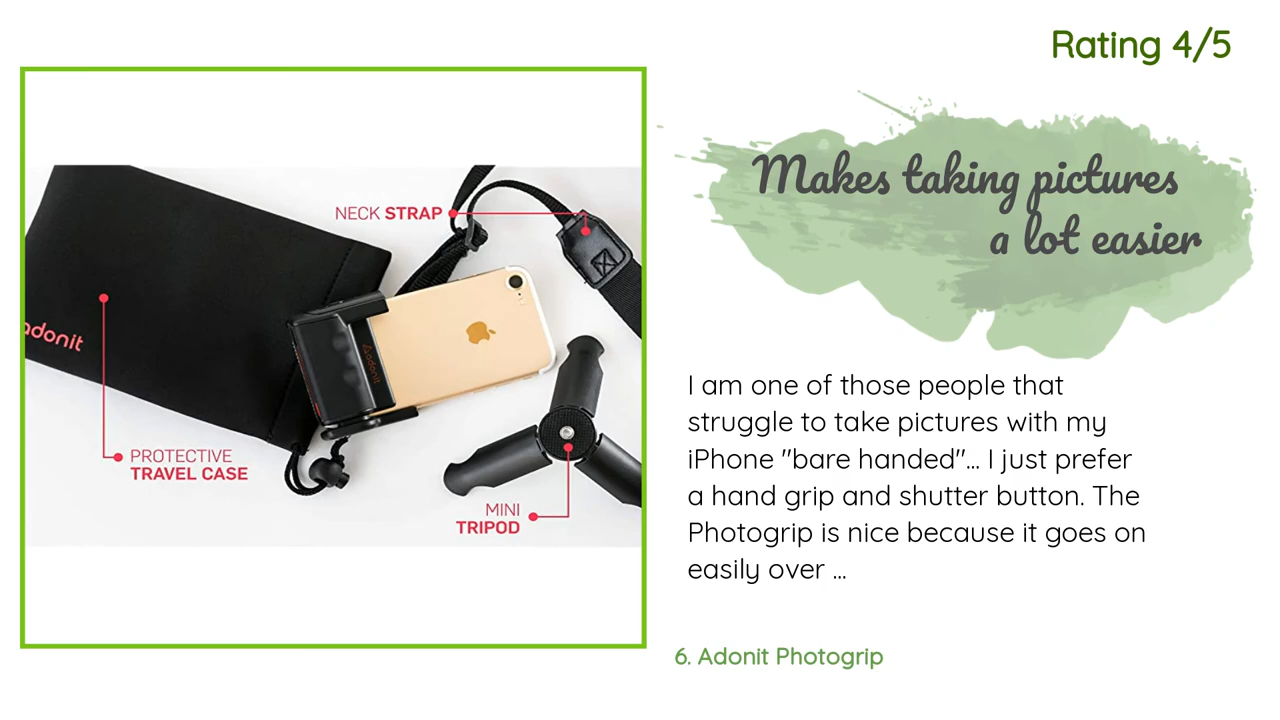 Rating 4/5
Makes taking pictures
a lot easier
NECK STRAP
adonit
adonit
PROTECTIVE
TRAVEL CASE
MINI
TRIPOD
I am one of those people that
struggle to take pictures with my
iPhone "bare handed"... I just prefer
a hand grip and shutter button. The
Photogrip is nice because it goes on
easily over ...
6. Adonit Photogrip